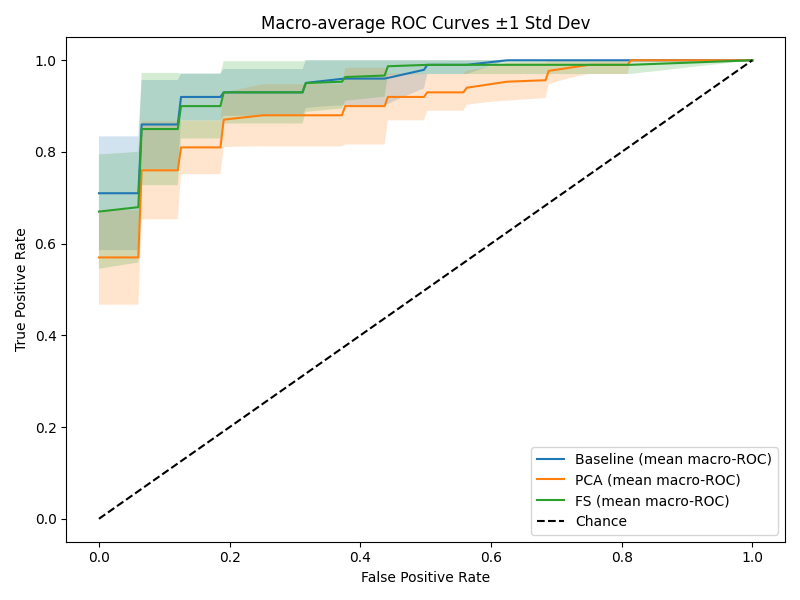 Macro-average ROC Curves ±1 Std Dev
True Positive Rate
1.0
0.8
0.6
0.4
0.2
0.0
Baseline (mean macro-ROC)
PCA (mean macro-ROC)
FS (mean macro-ROC)
Chance
0.0 0.2 0.4 0.6 0.8 1.0
False Positive Rate